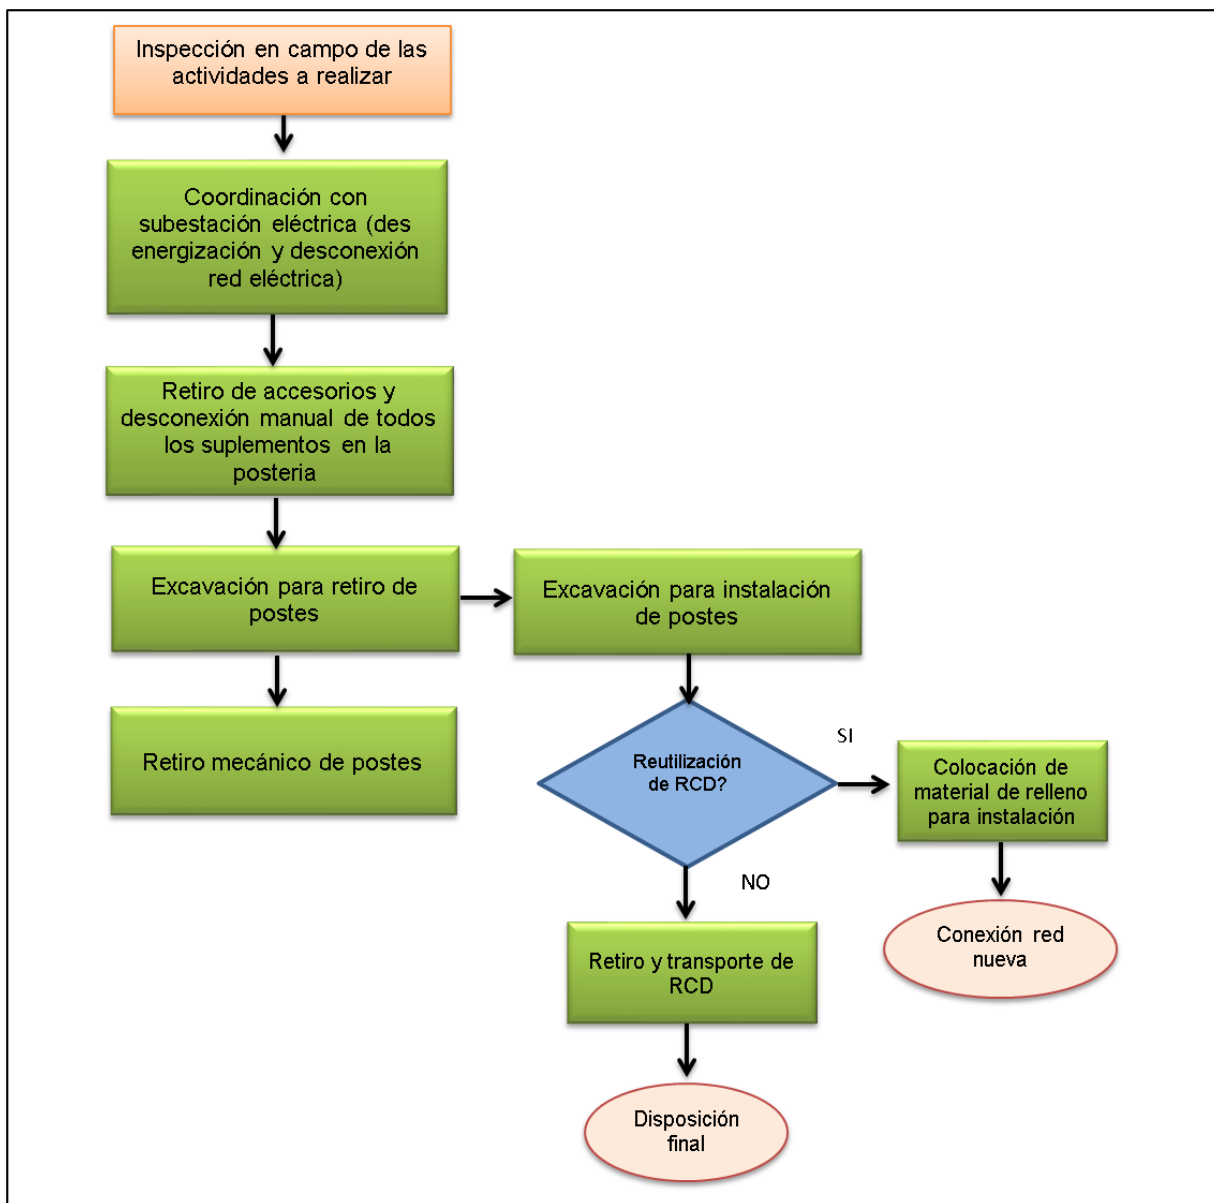 Inspección en campo de las
actividades a realizar
Coordinación con
subestación eléctrica (des
energización y desconexión
red eléctrica)
Retiro de accesorios y
desconexión manual de todos
los suplementos en la
posteria
Excavación para retiro de
postes
Excavación para instalación
de postes
Retiro mecánico de postes
Reutilización
de RCD?
SI
Colocación de
material de relleno
para instalación
NO
Conexión red
nueva
Retiro y transporte de
RCD
Disposición
final